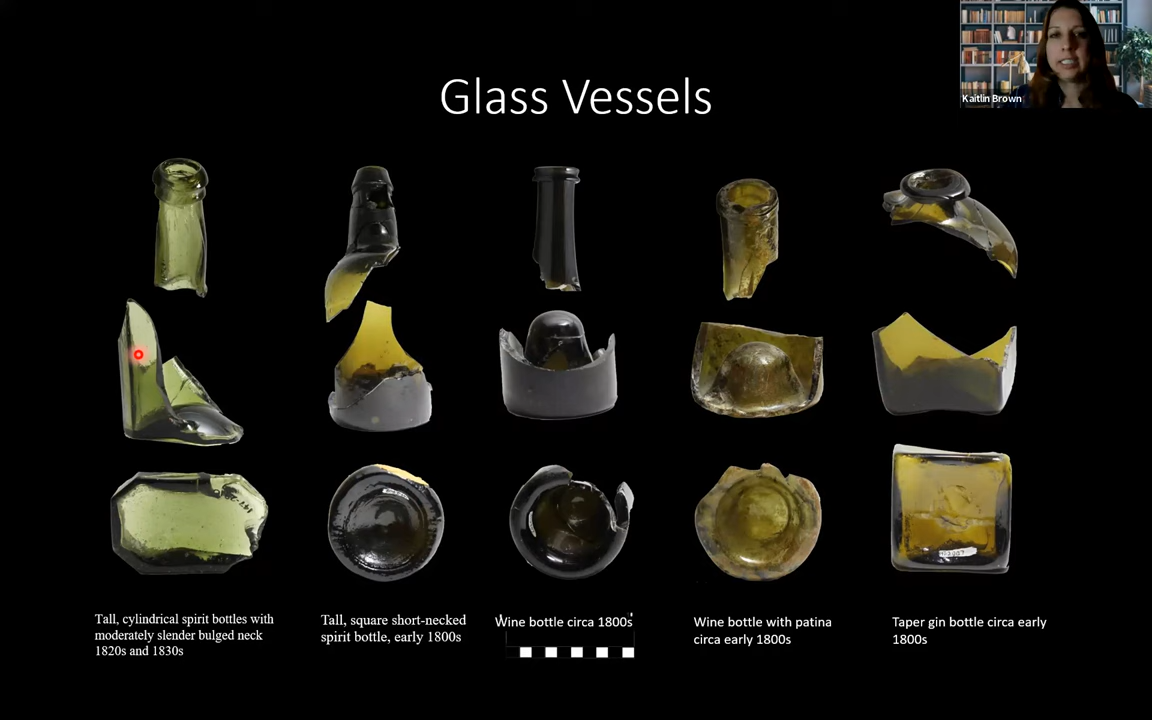 Kaitlin Brown
Glass Vessels
Tall, cylindrical spirit bottles with
moderately slender bulged neck
1820s and 1830s
Tall, square short-necked
spirit bottle, early 1800s
Wine bottle circa 1800s
Wine bottle with patina
circa early 1800s
Taper gin bottle circa early
1800s